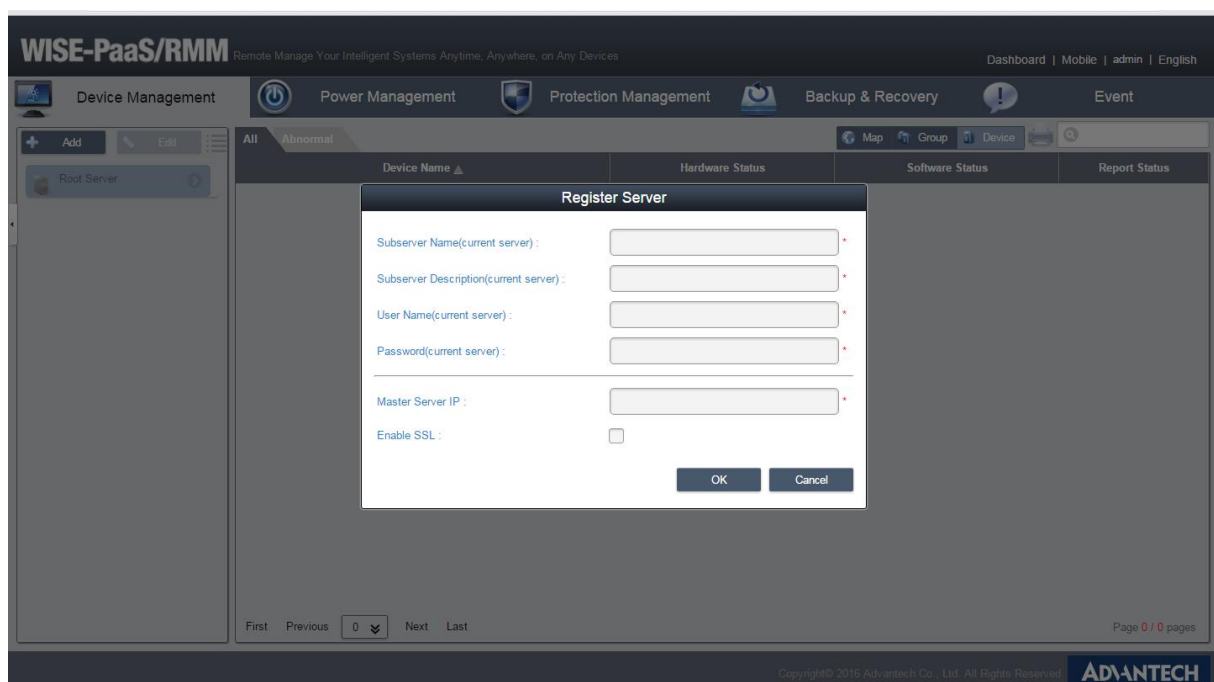 WISE-PaaS/RMM Remote Manage Your Intelligent Systems Anytime, Anywhere, on Any Devices
Dashboard | Mobile | admin | English
Device Management Power Management Protection Management Backup & Recovery Event
Add Edit All Abnormal Map Group Device
Root Server
Device Name Hardware Status Software Status Report Status
Register Server
Subserver Name(current server) : *
Subserver Description(current server) : *
User Name(current server) : *
Password(current server) : *
Master Server IP : *
Enable SSL :
OK Cancel
First Previous 0 Next Last Page 0 / 0 pages
Copyright© 2016 Advantech Co., Ltd. All Rights Reserved ADVANTECH